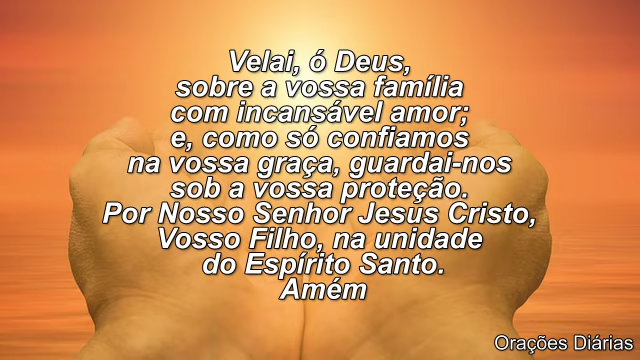 Velai, ó Deus,
sobre a vossa família
com incansável amor;
e, como só confiamos
na vossa graça, guardai-nos
sob a vossa proteção.
Por Nosso Senhor Jesus Cristo,
Vosso Filho, na unidade
do Espírito Santo.
Amém
Orações Diárias